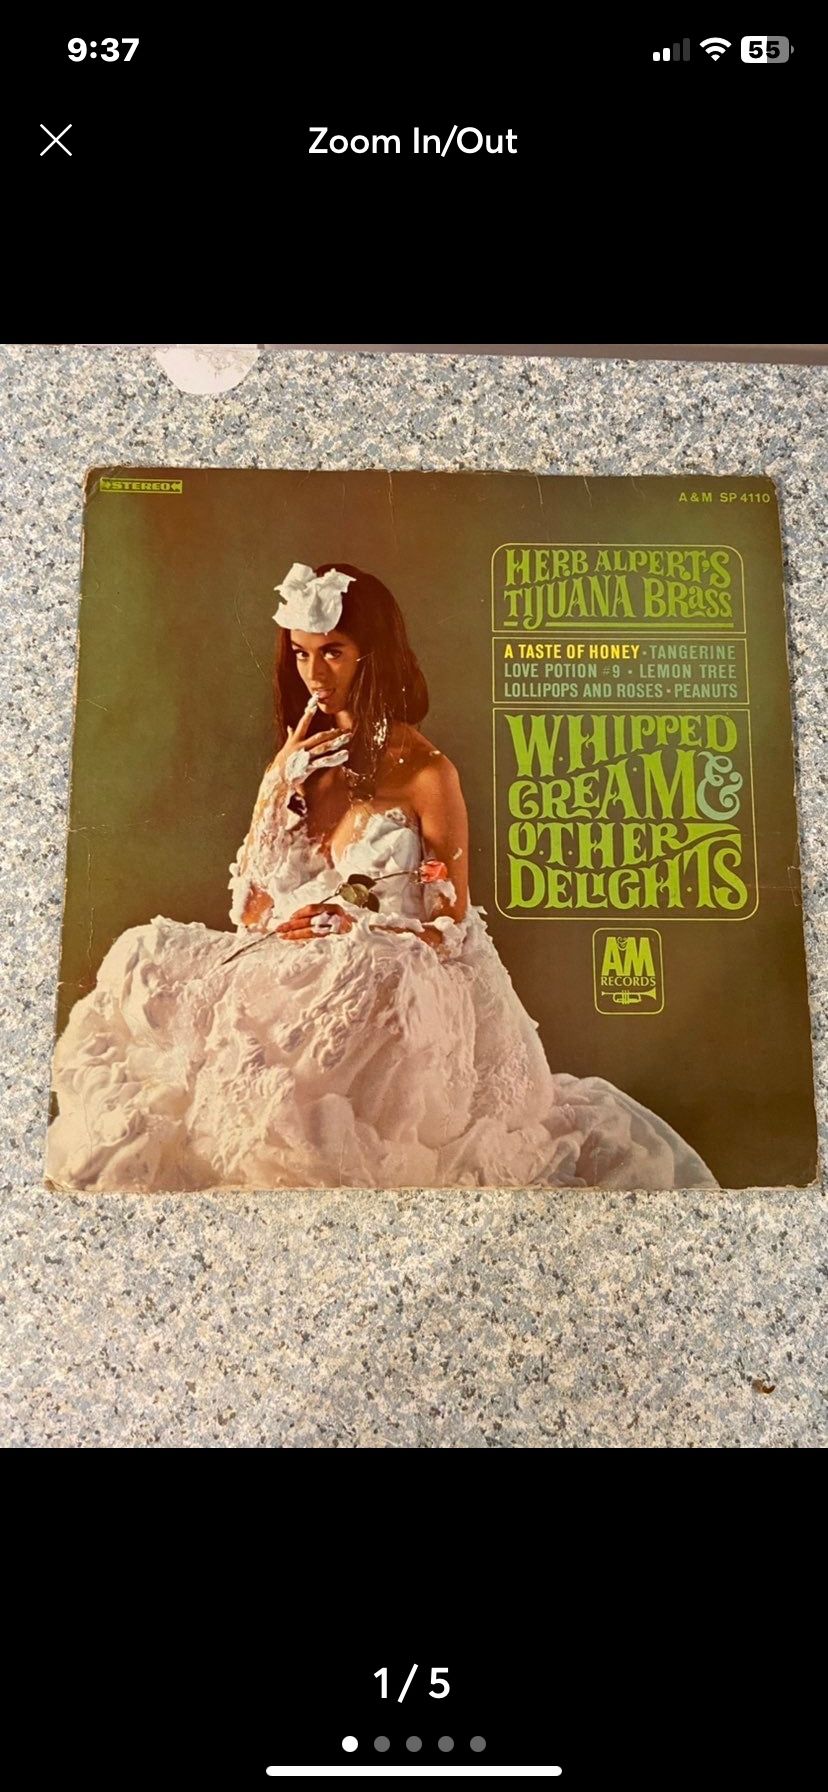 9:37
55
Zoom In/Out
STEREO
A & M SP 4110
HERB ALPERT'S
TIJUANA BRASS
A TASTE OF HONEY • TANGERINE
LOVE POTION #9 • LEMON TREE
LOLLIPOPS AND ROSES • PEANUTS
WHIPPED
CREAM &
OTHER
DELIGHTS
A&M
RECORDS
1 / 5